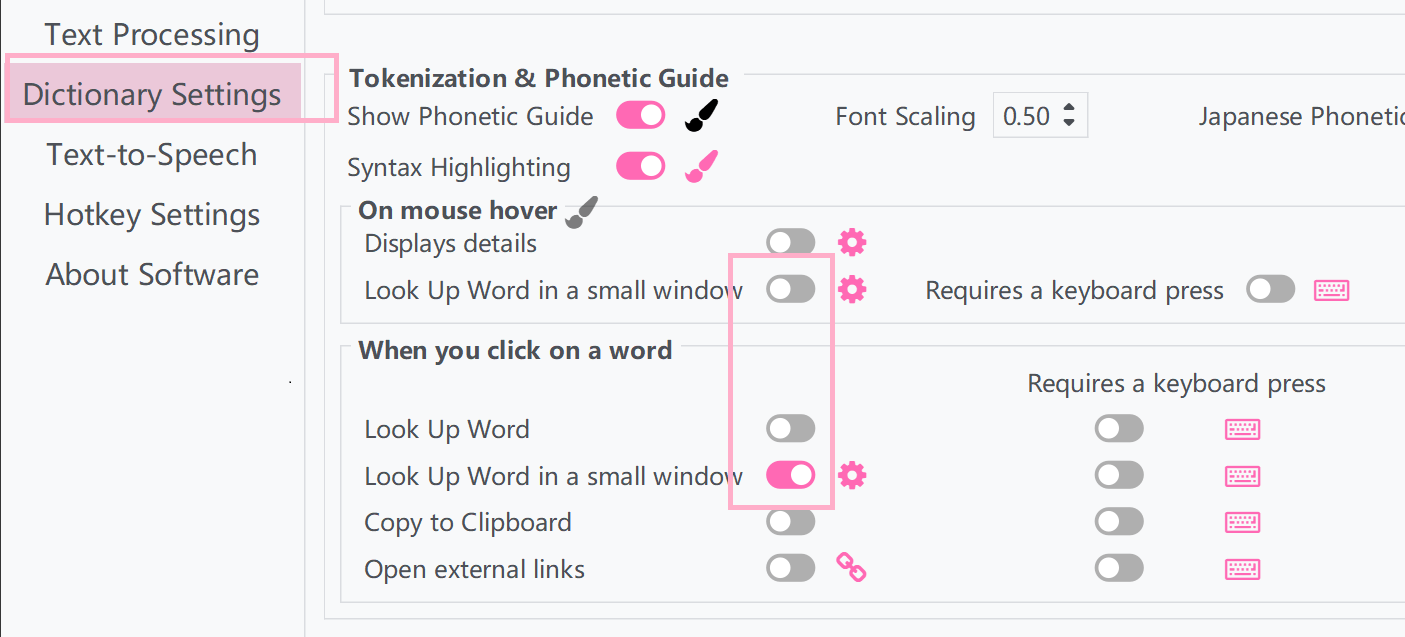 Text Processing
Dictionary Settings
Text-to-Speech
Hotkey Settings
About Software
Tokenization & Phonetic Guide
Show Phonetic Guide
Font Scaling 0.50
Japanese Phonetic
Syntax Highlighting
On mouse hover
Displays details
Look Up Word in a small window
Requires a keyboard press
When you click on a word
Requires a keyboard press
Look Up Word
Look Up Word in a small window
Copy to Clipboard
Open external links